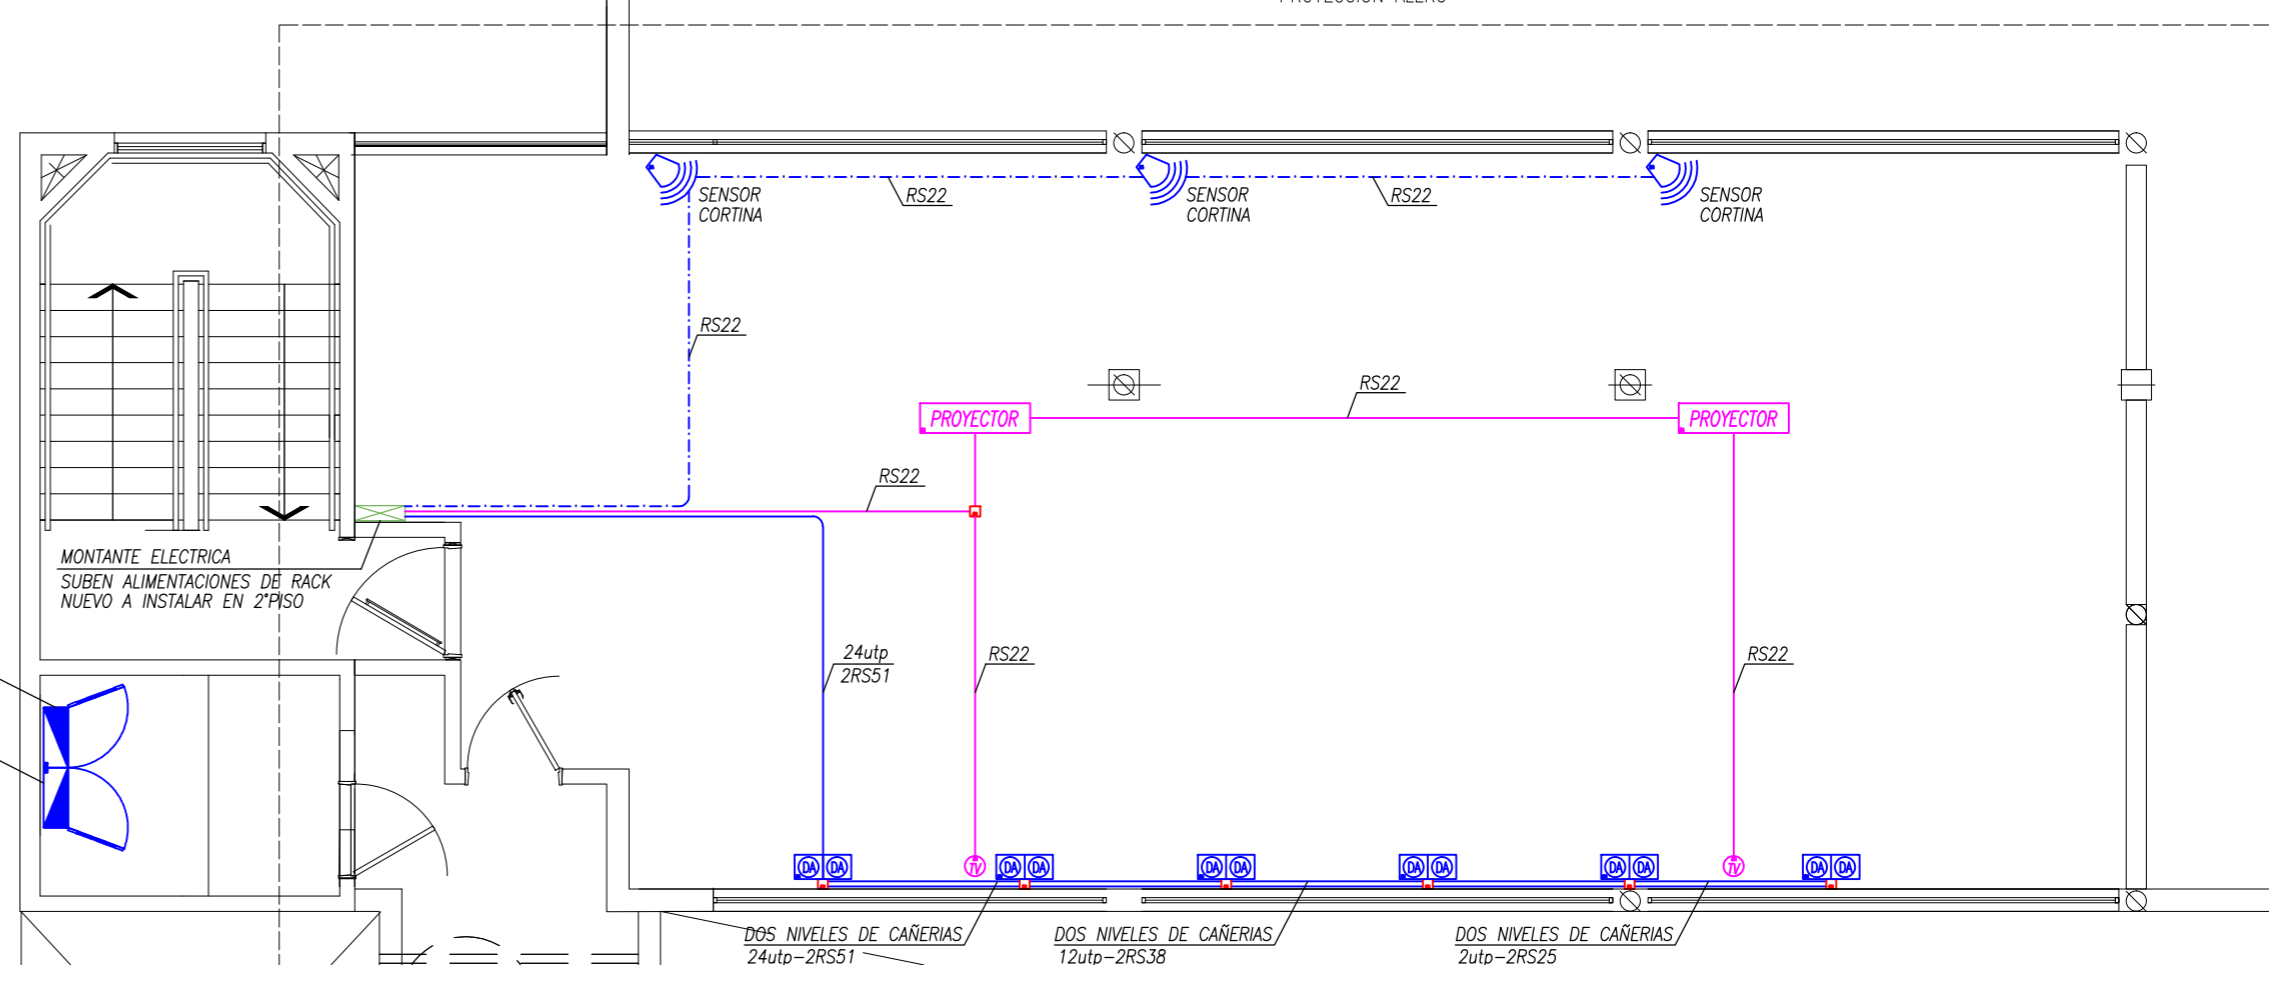 PROYECCION ALERO
SENSOR
CORTINA
RS22
SENSOR
CORTINA
RS22
SENSOR
CORTINA
RS22
RS22
PROYECTOR
PROYECTOR
RS22
MONTANTE ELECTRICA
SUBEN ALIMENTACIONES DE RACK
NUEVO A INSTALAR EN 2°PISO
24utp
2RS51
RS22
RS22
DA DA
TV
DA DA
DA DA
DA DA
DA DA
TV
DA DA
DOS NIVELES DE CAÑERIAS
24utp-2RS51
DOS NIVELES DE CAÑERIAS
12utp-2RS38
DOS NIVELES DE CAÑERIAS
2utp-2RS25